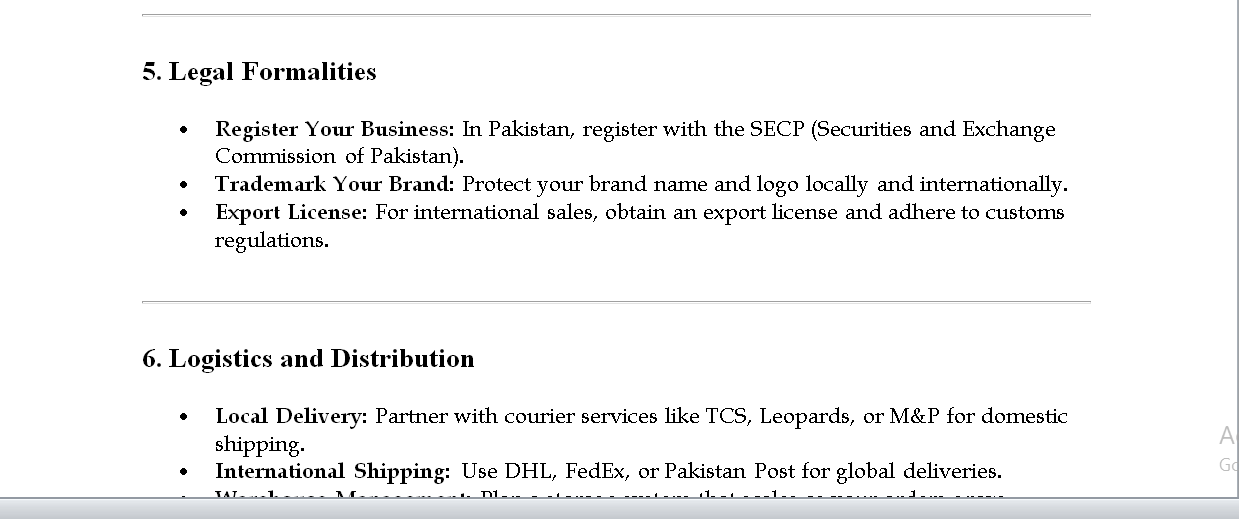 5. Legal Formalities
• Register Your Business: In Pakistan, register with the SECP (Securities and Exchange
Commission of Pakistan).
• Trademark Your Brand: Protect your brand name and logo locally and internationally.
• Export License: For international sales, obtain an export license and adhere to customs
regulations.
6. Logistics and Distribution
• Local Delivery: Partner with courier services like TCS, Leopards, or M&P for domestic
shipping.
• International Shipping: Use DHL, FedEx, or Pakistan Post for global deliveries.